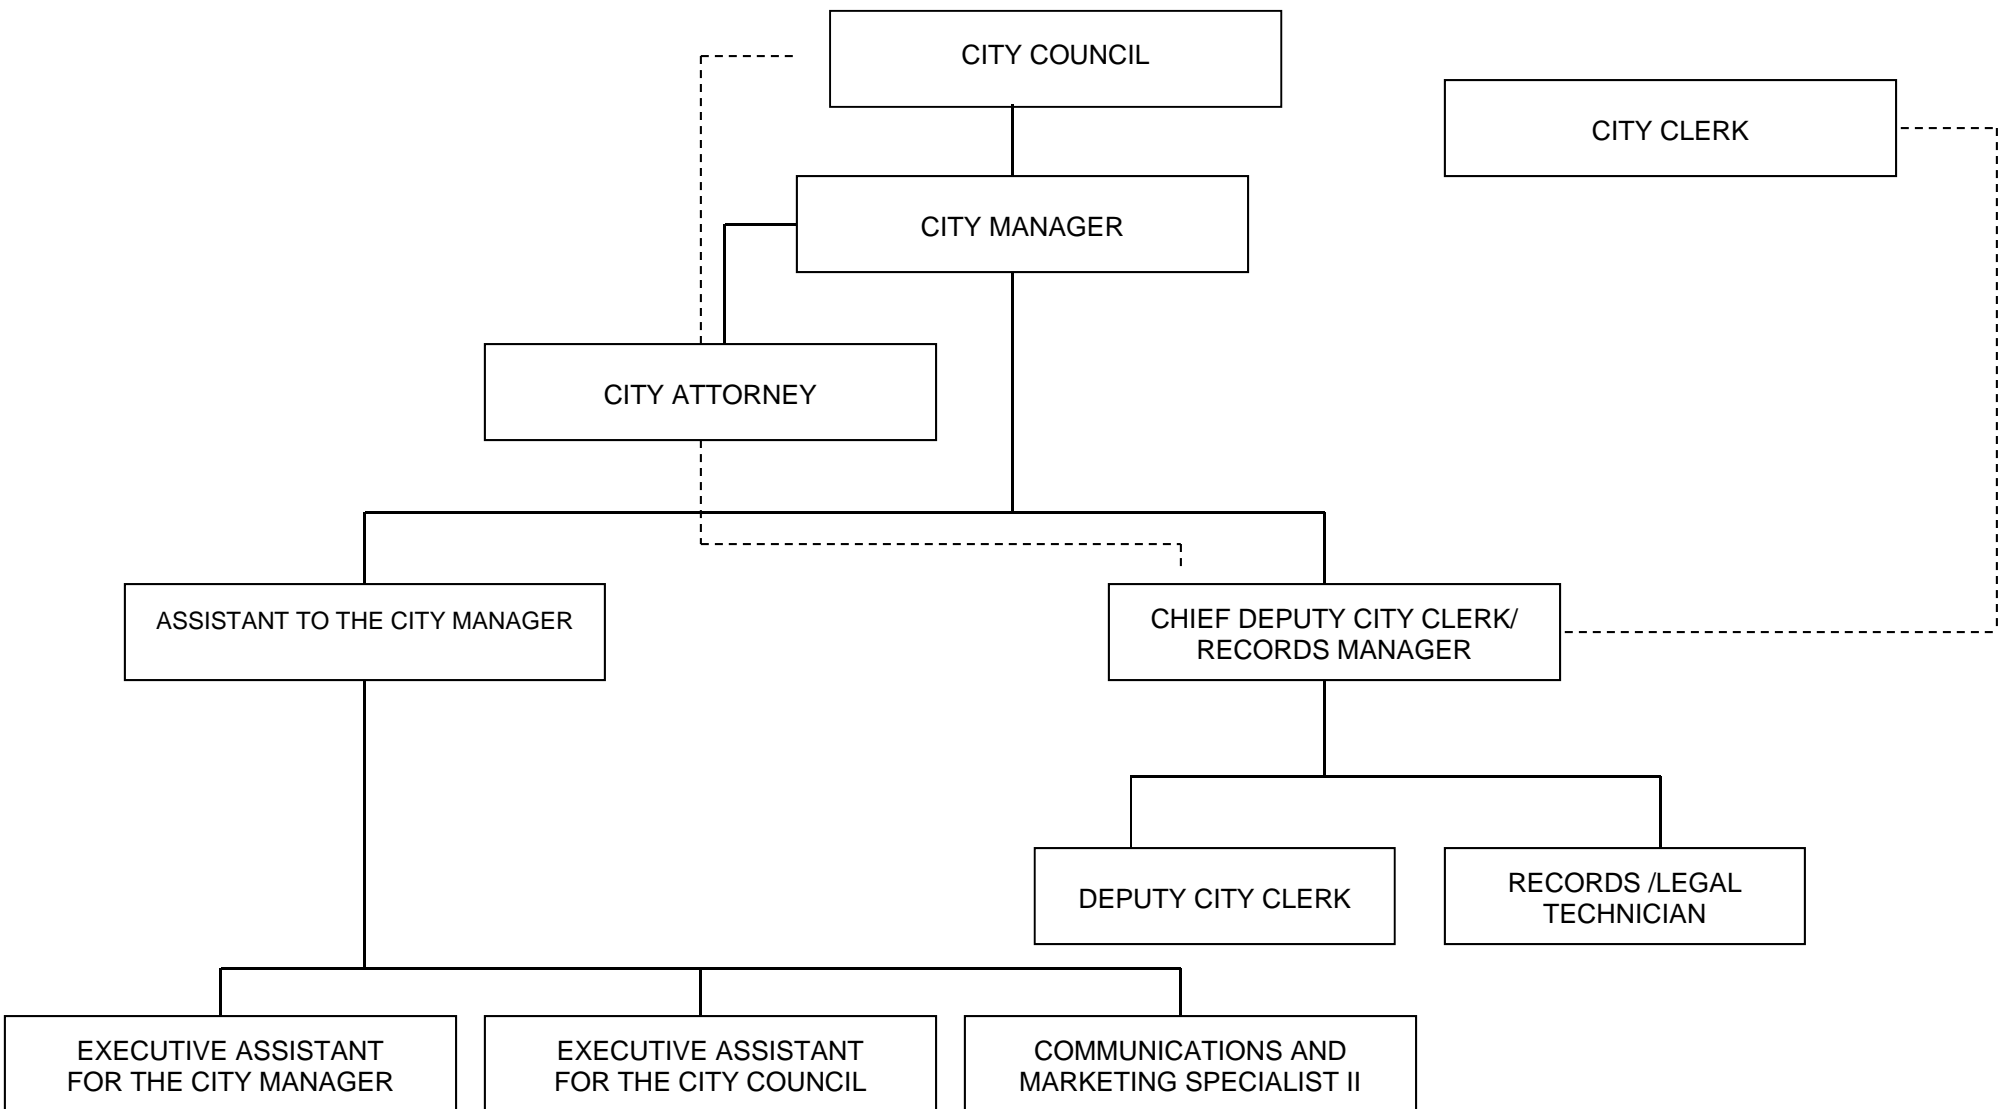 CITY COUNCIL
CITY CLERK
CITY MANAGER
CITY ATTORNEY
ASSISTANT TO THE CITY MANAGER
CHIEF DEPUTY CITY CLERK/
RECORDS MANAGER
DEPUTY CITY CLERK
RECORDS /LEGAL
TECHNICIAN
EXECUTIVE ASSISTANT
FOR THE CITY MANAGER
EXECUTIVE ASSISTANT
FOR THE CITY COUNCIL
COMMUNICATIONS AND
MARKETING SPECIALIST II